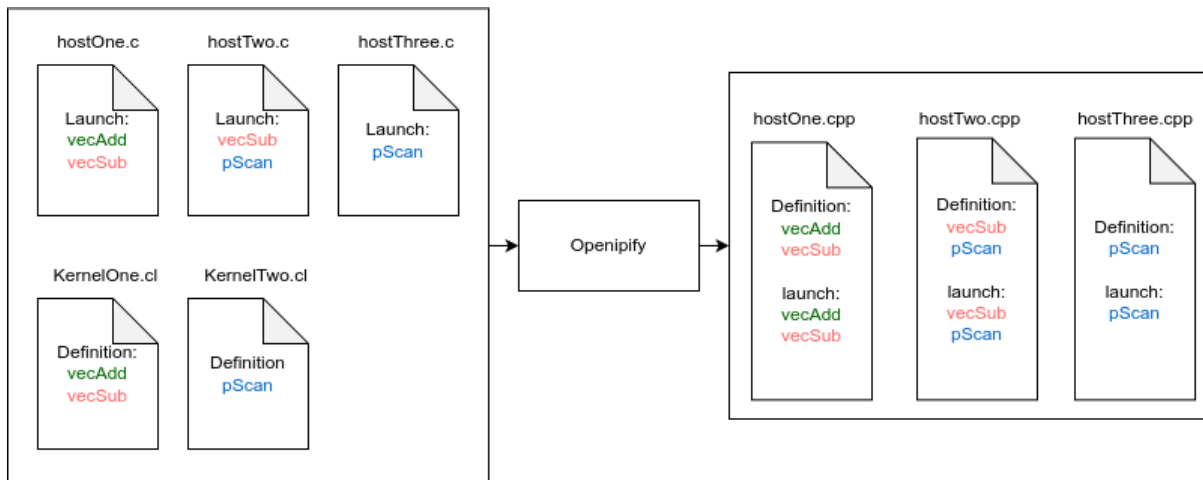 hostOne.c
hostTwo.c
hostThree.c
Launch:
vecAdd
vecSub
Launch:
vecSub
pScan
Launch:
pScan
KernelOne.cl
KernelTwo.cl
Definition:
vecAdd
vecSub
Definition
pScan
Openipify
hostOne.cpp
hostTwo.cpp
hostThree.cpp
Definition:
vecAdd
vecSub
launch:
vecAdd
vecSub
Definition:
vecSub
pScan
launch:
vecSub
pScan
Definition:
pScan
launch:
pScan